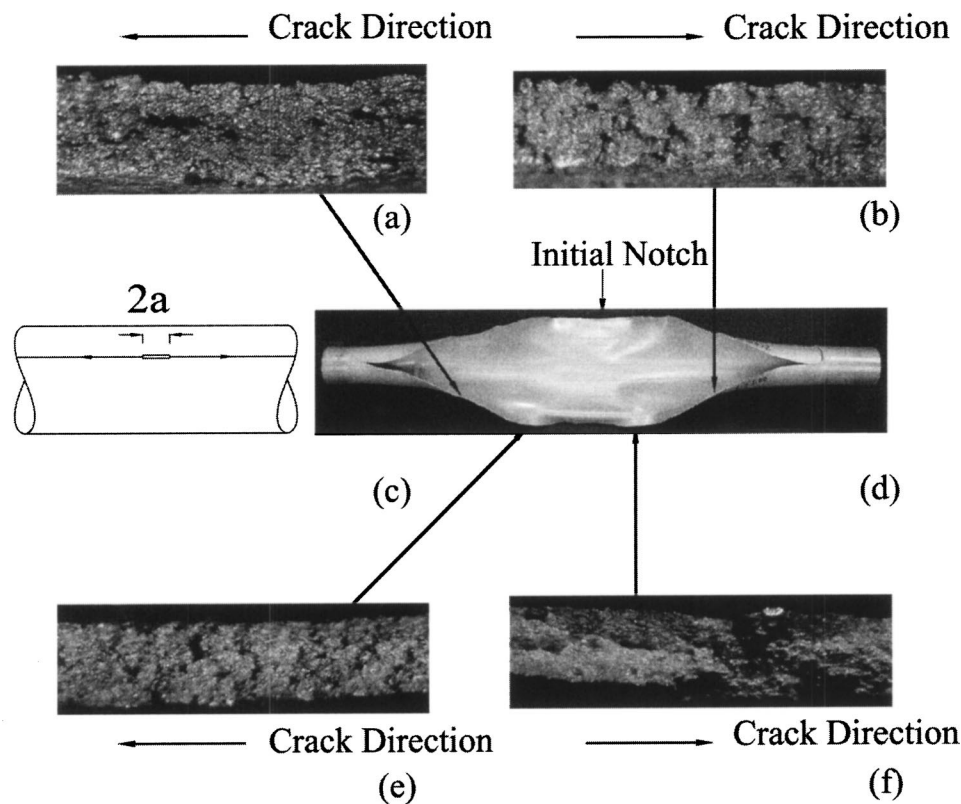 Crack Direction
Crack Direction
(a)
(b)
Initial Notch
2a
(c)
(d)
Crack Direction
Crack Direction
(e)
(f)